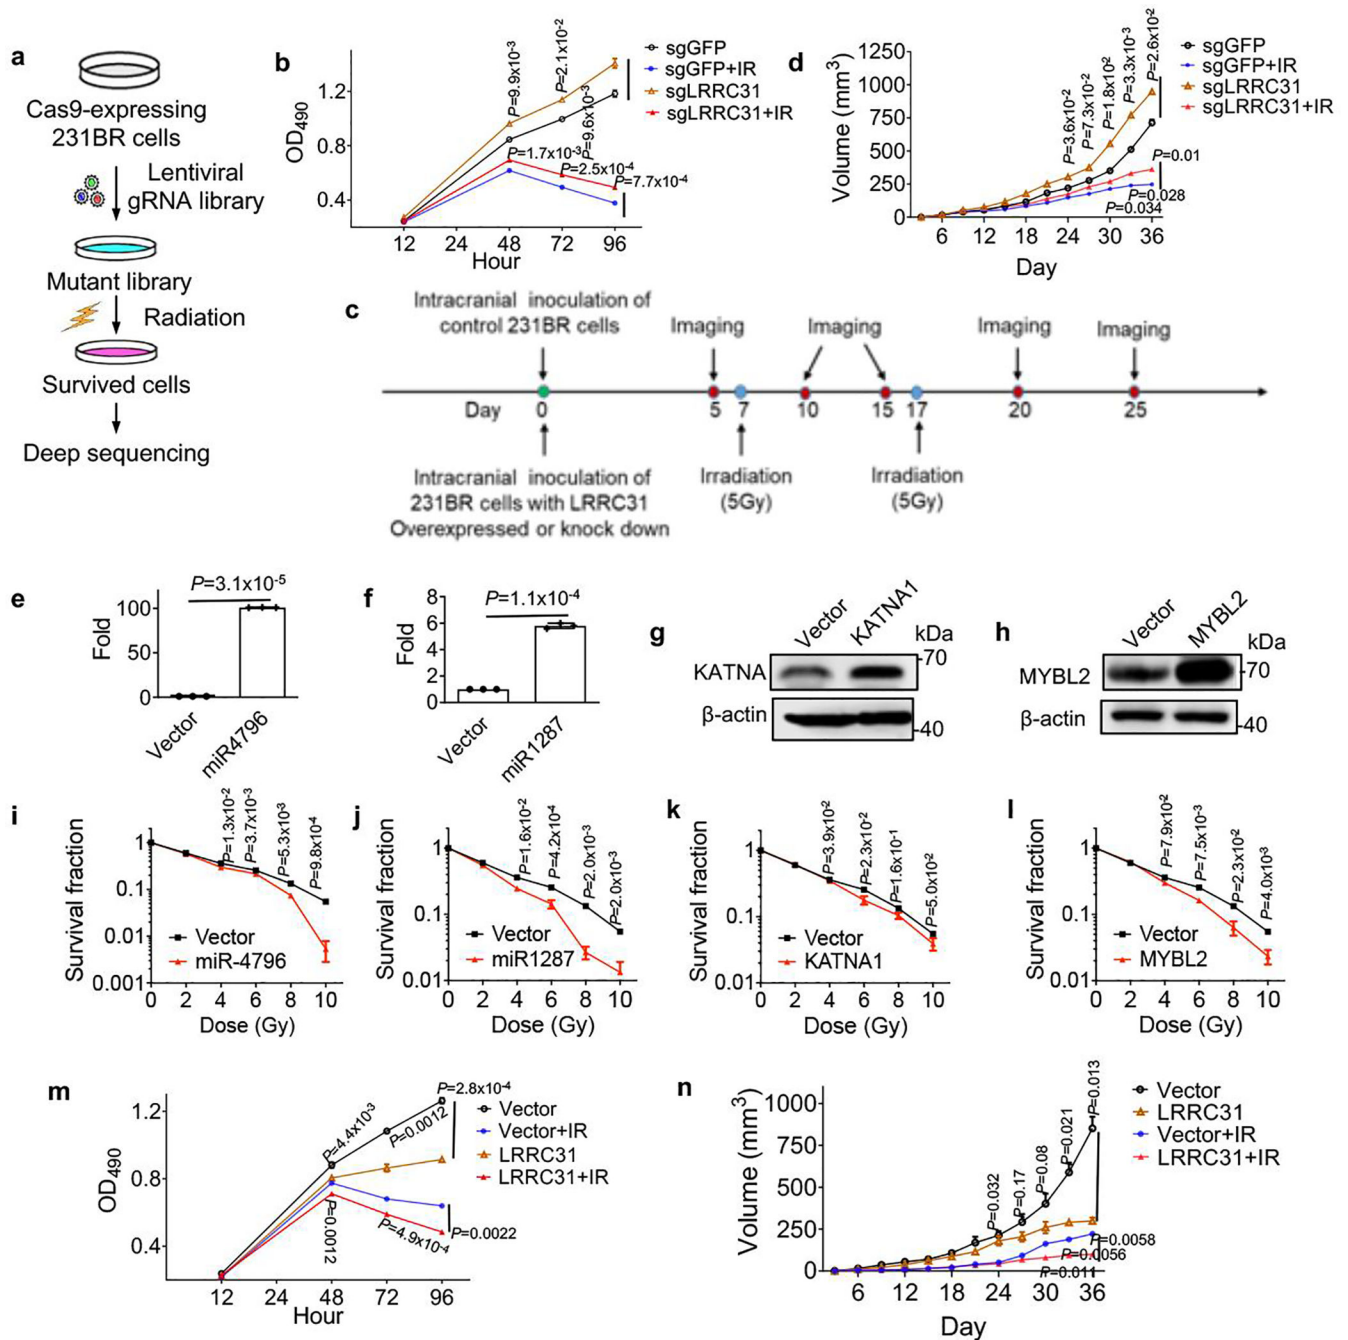 a
Cas9-expressing
231BR cells
Lentiviral
gRNA library
Mutant library
Radiation
Survived cells
Deep sequencing
b
OD490
1.2
0.8
0.4
12 24 48 72 96
Hour
P=9.9x10-3
P=2.1x10-2
P=9.6x10-3
P=1.7x10-3
P=2.5x10-4
P=7.7x10-4
sgGFP
sgGFP+IR
sgLRRC31
sgLRRC31+IR
d
Volume (mm3)
1250
1000
750
500
250
0
6 12 18 24 30 36
Day
P=3.6x10-2
P=7.3x10-2
P=1.8x102
P=3.3x10-3
P=2.6x10-2
P=0.01
P=0.028
P=0.034
sgGFP
sgGFP+IR
sgLRRC31
sgLRRC31+IR
c
Intracranial inoculation of
control 231BR cells
Imaging
Imaging
Imaging
Imaging
Day 0 5 7 10 15 17 20 25
Intracranial inoculation of
231BR cells with LRRC31
Overexpressed or knock down
Irradiation
(5Gy)
Irradiation
(5Gy)
e
P=3.1x10-5
Fold
100
50
0
Vector
miR4796
f
P=1.1x10-4
Fold
8
6
4
2
0
Vector
miR1287
g
Vector
KATNA1
kDa
KATNA
-70
β-actin
-40
h
Vector
MYBL2
kDa
MYBL2
-70
β-actin
-40
i
Survival fraction
1
0.1
0.01
0.001
0 2 4 6 8 10
Dose (Gy)
P=1.3x10-2
P=3.7x10-3
P=5.3x10-3
P=9.8x10-4
Vector
miR-4796
j
Survival fraction
1
0.1
0.01
0 2 4 6 8 10
Dose (Gy)
P=1.6x10-2
P=4.2x10-4
P=2.0x10-3
P=2.0x10-3
Vector
miR1287
k
Survival fraction
1
0.1
0.01
0 2 4 6 8 10
Dose (Gy)
P=3.9x10-2
P=2.3x10-2
P=1.6x10-1
P=5.0x10-2
Vector
KATNA1
l
Survival fraction
1
0.1
0.01
0 2 4 6 8 10
Dose (Gy)
P=7.9x10-2
P=7.5x10-3
P=2.3x10-2
P=4.0x10-3
Vector
MYBL2
m
OD490
1.2
0.8
0.4
12 24 48 72 96
Hour
P=4.4x10-3
P=0.0012
P=2.8x10-4
P=0.0012
P=4.9x10-4
P=0.0022
Vector
Vector+IR
LRRC31
LRRC31+IR
n
Volume (mm3)
1000
750
500
250
0
6 12 18 24 30 36
Day
P=0.032
P=0.17
P=0.08
P=0.021
P=0.013
P=0.0058
P=0.0056
P=0.011
Vector
LRRC31
Vector+IR
LRRC31+IR